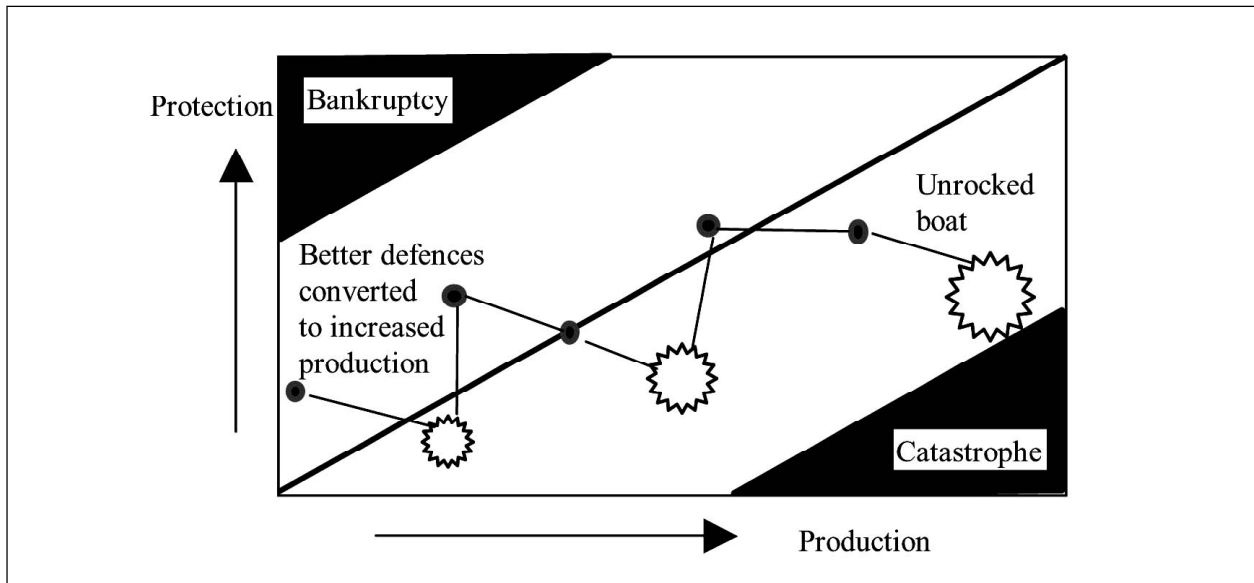 Protection
Bankruptcy
Unrocked
boat
Better defences
converted
to increased
production
Catastrophe
Production